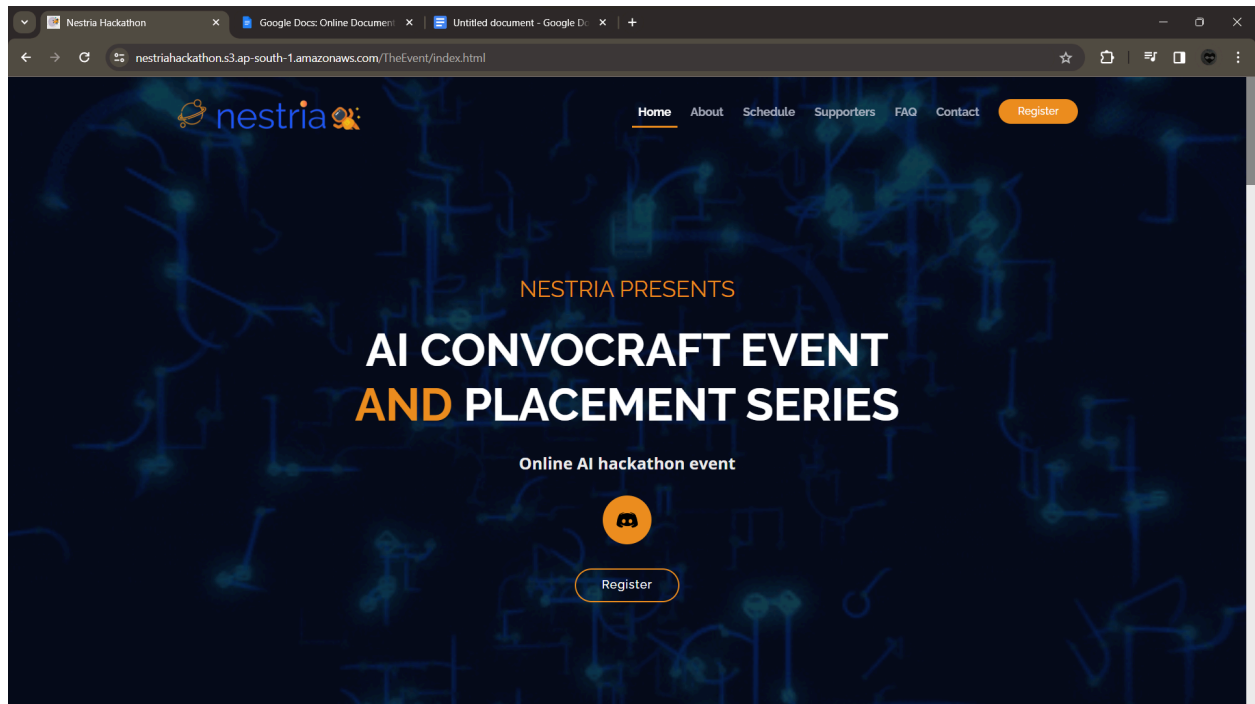 Nestria Hackathon
Google Docs: Online Document
Untitled document - Google Do
nestriahackathon.s3.ap-south-1.amazonaws.com/TheEvent/index.html
nestria
Home About Schedule Supporters FAQ Contact Register
NESTRIA PRESENTS
AI CONVOCRAFT EVENT
AND PLACEMENT SERIES
Online AI hackathon event
Register